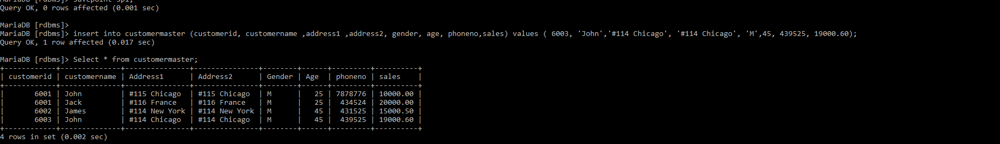 savepoint sp1;
Query OK, 0 rows affected (0.001 sec)

MariaDB [rdbms]>
MariaDB [rdbms]> insert into customermaster (customerid, customername ,address1 ,address2, gender, age, phoneno,sales) values ( 6003, 'John','#114 Chicago', '#114 Chicago', 'M',45, 439525, 19000.60);
Query OK, 1 row affected (0.017 sec)

MariaDB [rdbms]> Select * from customermaster;
+------------+--------------+---------------+---------------+--------+------+---------+----------+
| customerid | customername | Address1      | Address2      | Gender | Age  | phoneno | sales    |
+------------+--------------+---------------+---------------+--------+------+---------+----------+
|       6001 | John         | #115 Chicago  | #115 Chicago  | M      |   25 | 7878776 | 10000.00 |
|       6001 | Jack         | #116 France   | #116 France   | M      |   25 |  434524 | 20000.00 |
|       6002 | James        | #114 New York | #114 New York | M      |   45 |  431525 | 15000.50 |
|       6003 | John         | #114 Chicago  | #114 Chicago  | M      |   45 |  439525 | 19000.60 |
+------------+--------------+---------------+---------------+--------+------+---------+----------+
4 rows in set (0.002 sec)